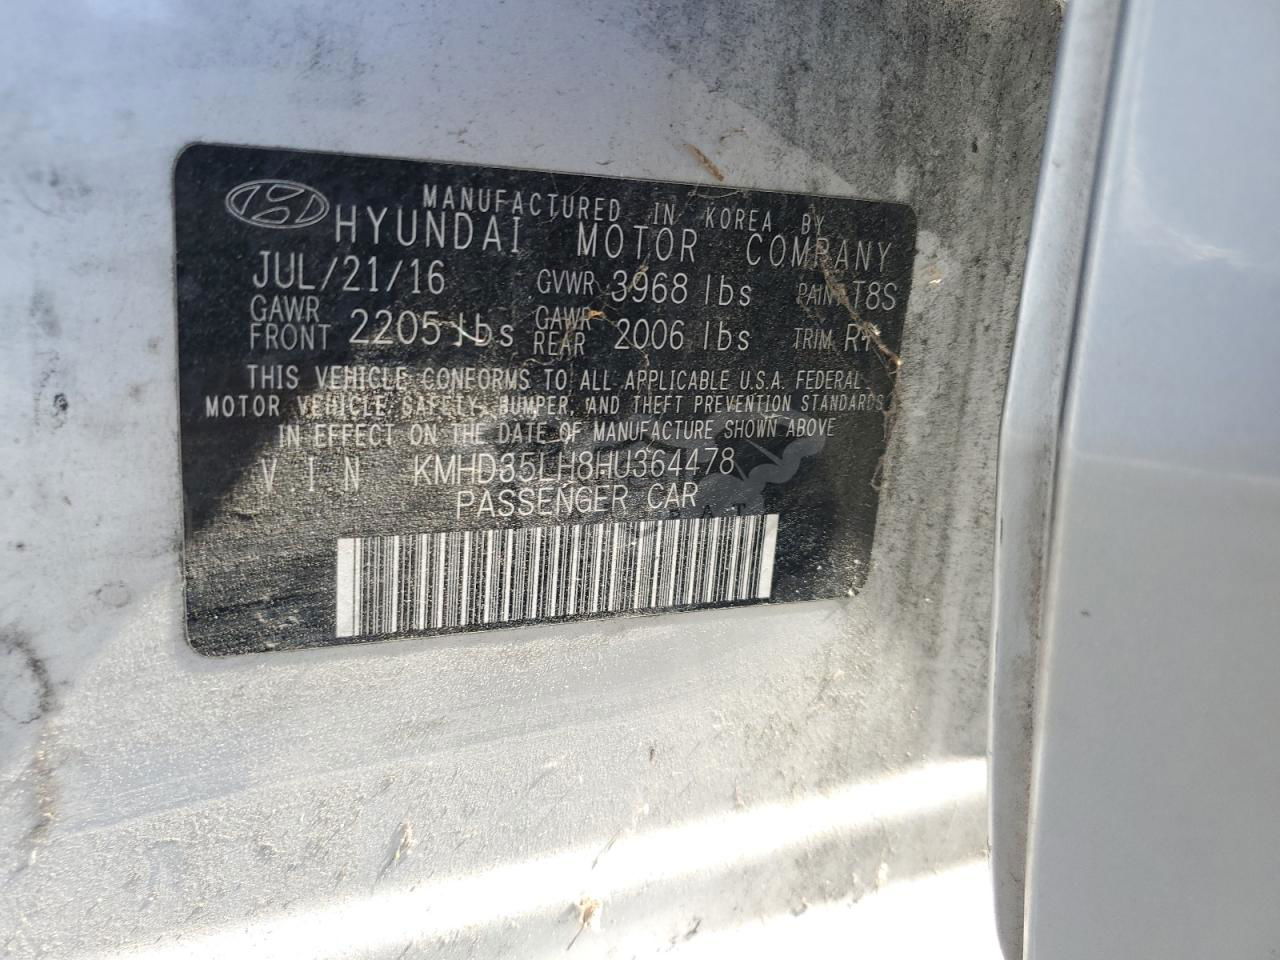 MANUFACTURED IN KOREA BY
HYUNDAI MOTOR COMPANY
JUL/21/16 GVWR 3968 lbs PAINT T8S
GAWR FRONT 2205 lbs GAWR REAR 2006 lbs TRIM
THIS VEHICLE CONFORMS TO ALL APPLICABLE U.S.A. FEDERAL
MOTOR VEHICLE SAFETY, BUMPER, AND THEFT PREVENTION STANDARDS
IN EFFECT ON THE DATE OF MANUFACTURE SHOWN ABOVE
V.I.N KMHD35LH8HU364478
PASSENGER CAR